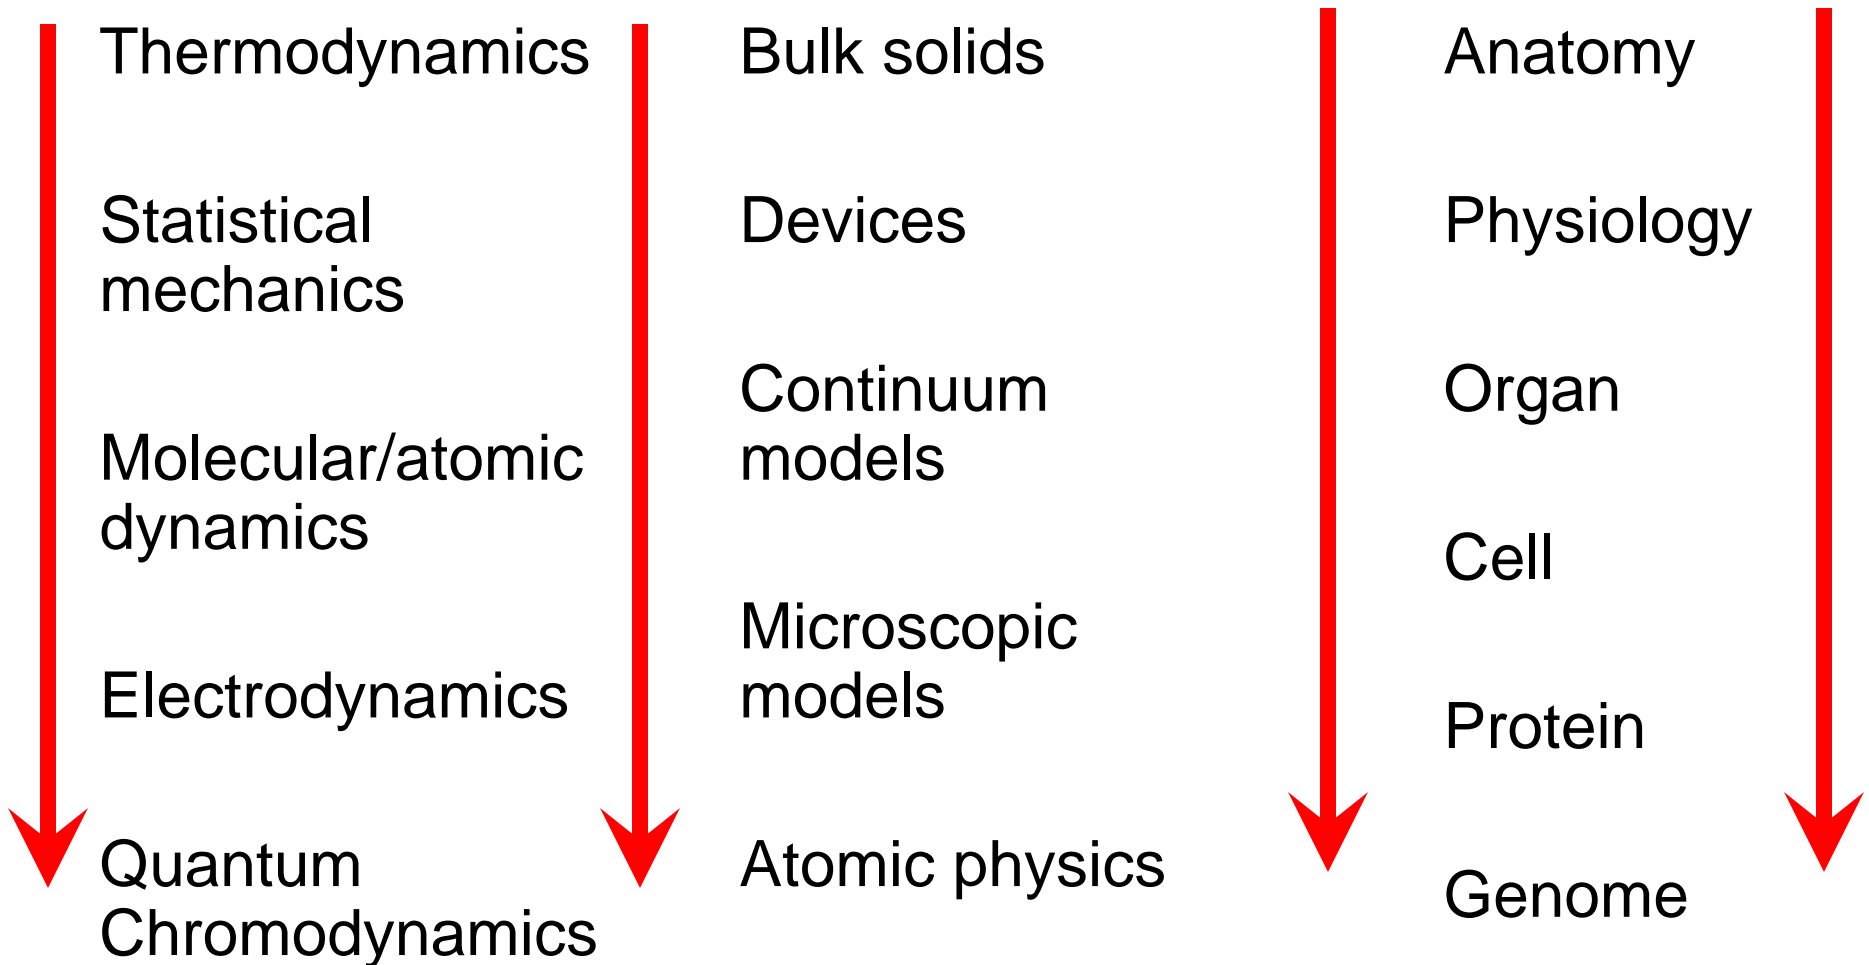 Thermodynamics
Statistical
mechanics
Molecular/atomic
dynamics
Electrodynamics
Quantum
Chromodynamics
Bulk solids
Devices
Continuum
models
Microscopic
models
Atomic physics
Anatomy
Physiology
Organ
Cell
Protein
Genome